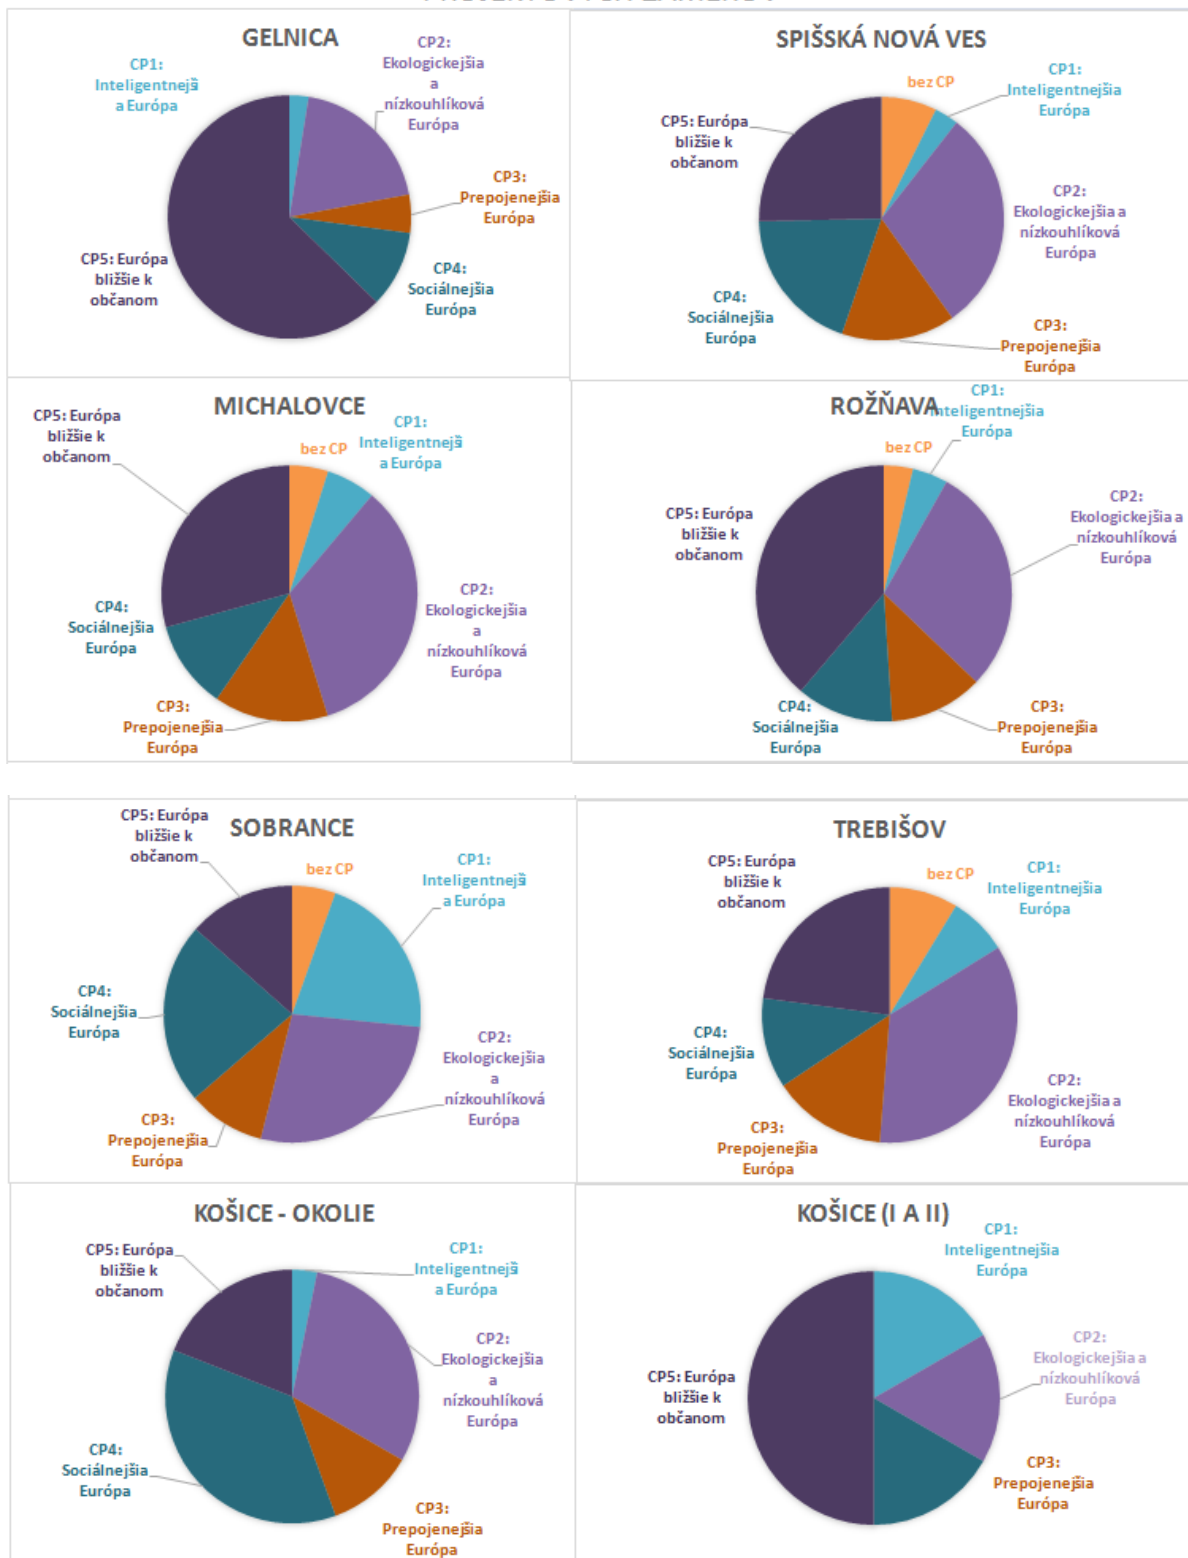 GELNICA
CP1:
Inteligentnejši
a Európa
CP2:
Ekologickejšia
a
nízkouhlíková
Európa
CP3:
Prepojenejšia
Európa
CP4:
Sociálnejšia
Európa
CP5: Európa
bližšie k
občanom
SPIŠSKÁ NOVÁ VES
bez CP
CP1:
Inteligentnejšia
Európa
CP2:
Ekologickejšia a
nízkouhlíková
Európa
CP3:
Prepojenejšia
Európa
CP4:
Sociálnejšia
Európa
CP5: Európa
bližšie k
občanom
MICHALOVCE
bez CP
CP1:
Inteligentnejši
a Európa
CP2:
Ekologickejšia
a
nízkouhlíková
Európa
CP3:
Prepojenejšia
Európa
CP4:
Sociálnejšia
Európa
CP5: Európa
bližšie k
občanom
ROŽŇAVA
bez CP
CP1:
Inteligentnejšia
Európa
CP2:
Ekologickejšia a
nízkouhlíková
Európa
CP3:
Prepojenejšia
Európa
CP4:
Sociálnejšia
Európa
CP5: Európa
bližšie k
občanom
SOBRANCE
bez CP
CP1:
Inteligentnejši
a Európa
CP2:
Ekologickejšia
a
nízkouhlíková
Európa
CP3:
Prepojenejšia
Európa
CP4:
Sociálnejšia
Európa
CP5: Európa
bližšie k
občanom
TREBIŠOV
bez CP
CP1:
Inteligentnejšia
Európa
CP2:
Ekologickejšia a
nízkouhlíková
Európa
CP3:
Prepojenejšia
Európa
CP4:
Sociálnejšia
Európa
CP5: Európa
bližšie k
občanom
KOŠICE - OKOLIE
CP1:
Inteligentnejši
a Európa
CP2:
Ekologickejšia
a
nízkouhlíková
Európa
CP3:
Prepojenejšia
Európa
CP4:
Sociálnejšia
Európa
CP5: Európa
bližšie k
občanom
KOŠICE (I A II)
CP1:
Inteligentnejšia
Európa
CP2:
Ekologickejšia a
nízkouhlíková
Európa
CP3:
Prepojenejšia
Európa
CP5: Európa
bližšie k
občanom